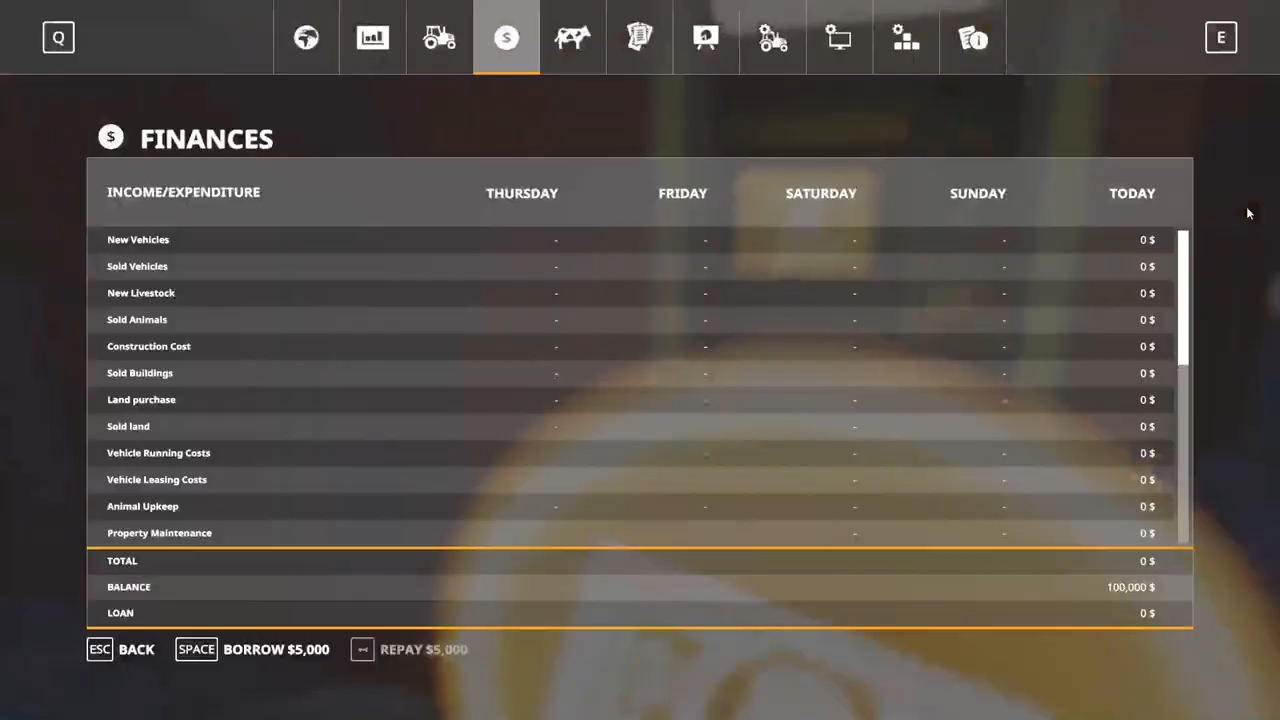 Q
$
E
$ FINANCES
INCOME/EXPENDITURE THURSDAY FRIDAY SATURDAY SUNDAY TODAY
New Vehicles - - - - 0 $
Sold Vehicles - - - - 0 $
New Livestock - - - - 0 $
Sold Animals - - - - 0 $
Construction Cost - - - - 0 $
Sold Buildings - - - - 0 $
Land purchase - - - - 0 $
Sold land - - - - 0 $
Vehicle Running Costs - - - - 0 $
Vehicle Leasing Costs - - - - 0 $
Animal Upkeep - - - - 0 $
Property Maintenance - - - - 0 $
TOTAL 0 $
BALANCE 100,000 $
LOAN 0 $
ESC BACK SPACE BORROW $5,000 REPAY $5,000